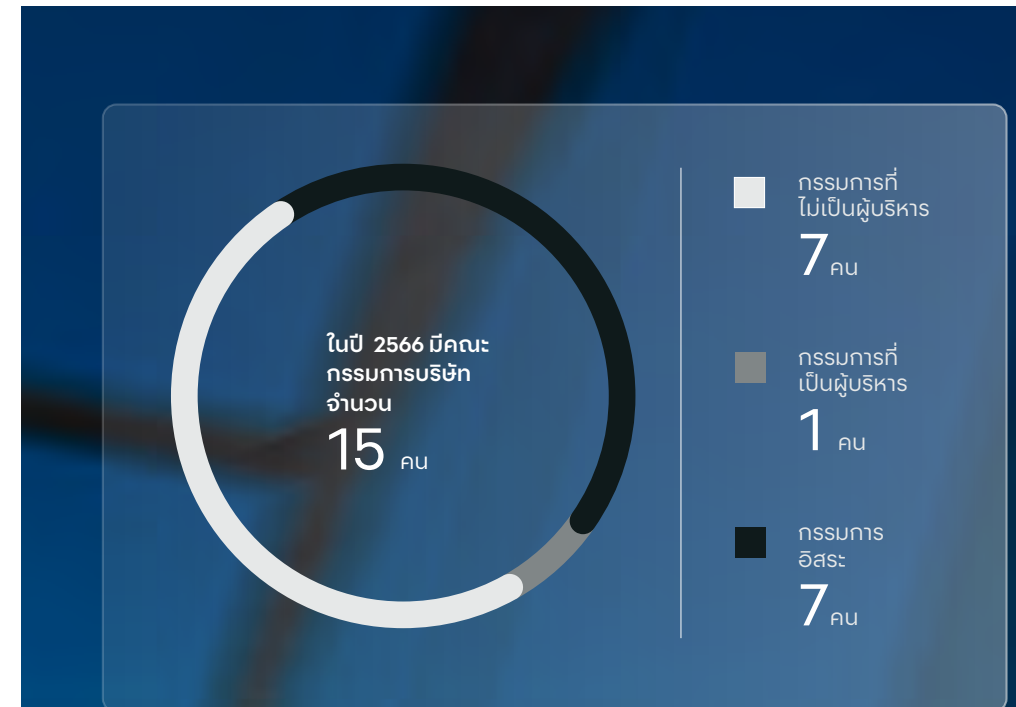 ในปี 2566 มีคณะ
กรรมการบริษัท
จำนวน
15 คน
กรรมการที่
ไม่เป็นผู้บริหาร
7 คน
กรรมการที่
เป็นผู้บริหาร
1 คน
กรรมการ
อิสระ
7 คน